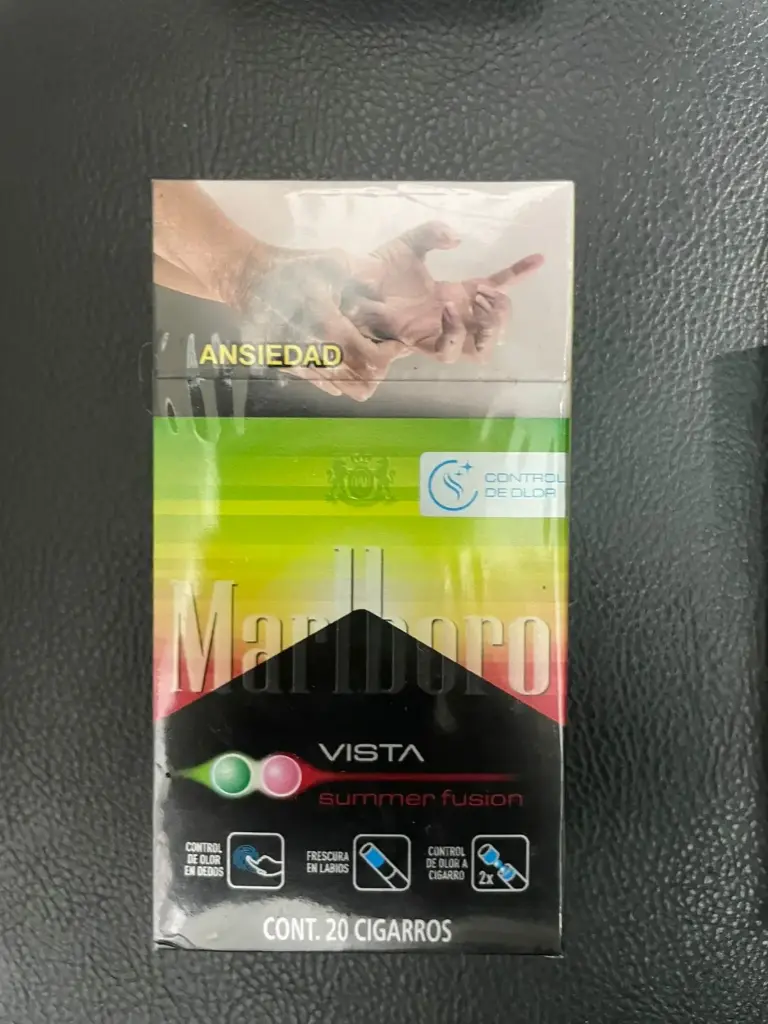 ANSIEDAD
CONTROL
DE OLOR
Marlboro
VISTA
summer fusion
CONTROL
DE OLOR
EN DEDOS
FRESCURA
EN LABIOS
CONTROL
DE OLOR A
CIGARRO
2x
CONT. 20 CIGARROS